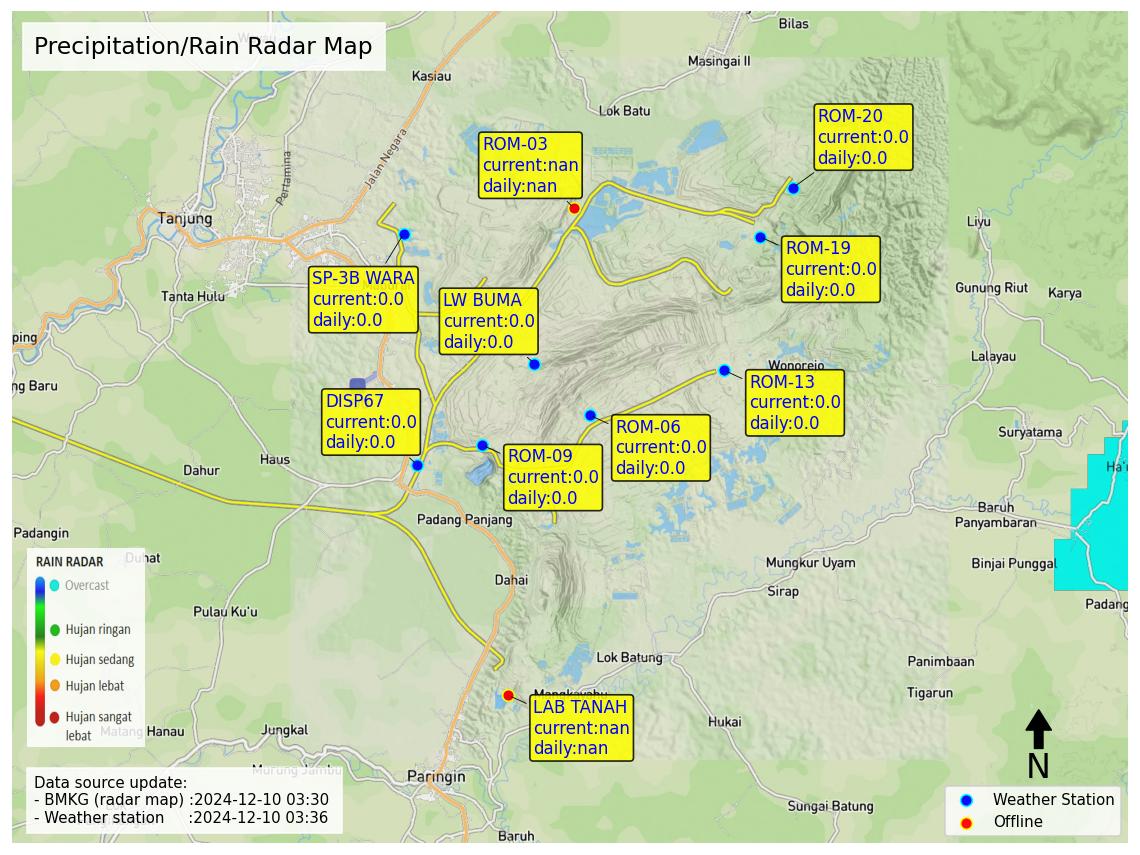 Precipitation/Rain Radar Map
Bilas
Masingai II
Kasiau
Lok Batu
Jalan Negara
Pertamina
Tanjung
Tanta Hulu
ROM-03
current:nan
daily:nan
ROM-20
current:0.0
daily:0.0
ROM-19
current:0.0
daily:0.0
SP-3B WARA
current:0.0
daily:0.0
LW BUMA
current:0.0
daily:0.0
Liyu
Gunung Riut
Karya
Lalayau
ping
ng Baru
Wonorejo
ROM-13
current:0.0
daily:0.0
DISP67
current:0.0
daily:0.0
ROM-06
current:0.0
daily:0.0
ROM-09
current:0.0
daily:0.0
Suryatama
Haus
Dahur
Padang Panjang
Baruh
Panyambaran
Padangin
Duhat
Binjai Punggal
Mungkur Uyam
Dahai
Sirap
Pulau Ku'u
Padang
RAIN RADAR
Overcast
Hujan ringan
Hujan sedang
Hujan lebat
Hujan sangat
lebat
Lok Batung
Panimbaan
Tigarun
LAB TANAH
current:nan
daily:nan
Hukai
Manau
Jungkal
Paringin
Sungai Batung
Baruh
Data source update:
- BMKG (radar map) :2024-12-10 03:30
- Weather station :2024-12-10 03:36
N
Weather Station
Offline